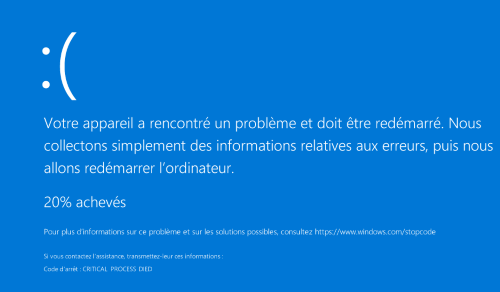 :(
Votre appareil a rencontré un problème et doit être redémarré. Nous
collectons simplement des informations relatives aux erreurs, puis nous
allons redémarrer l'ordinateur.
20% achevés
Pour plus d'informations sur ce problème et sur les solutions possibles, consultez https://www.windows.com/stopcode
Si vous contactez l'assistance, transmettez-leur ces informations :
Code d'arrêt : CRITICAL PROCESS DIED